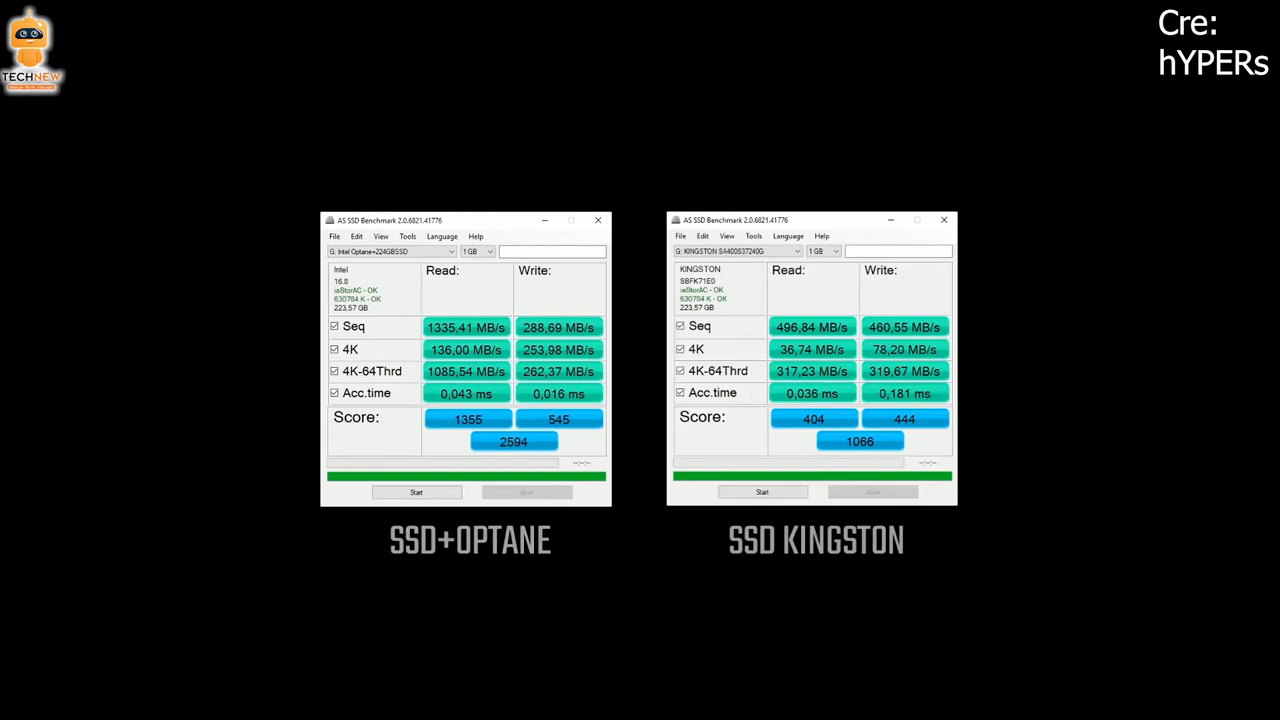 TECHNEW
Cre:
hYPERs
AS SSD Benchmark 2.0.6821.41776
File Edit View Tools Language Help
G: Intel Optane+224GBSSD 1 GB
Intel
16.8
iaStorAC - OK
630784 K - OK
223,57 GB
Read: Write:
Seq 1335,41 MB/s 288,69 MB/s
4K 136,00 MB/s 253,98 MB/s
4K-64Thrd 1085,54 MB/s 262,37 MB/s
Acc.time 0,043 ms 0,016 ms
Score: 1355 545
2594
-:--:--
Start Abort
SSD+OPTANE
AS SSD Benchmark 2.0.6821.41776
File Edit View Tools Language Help
G: KINGSTON SA400S37240G 1 GB
KINGSTON
SBFK71E0
iaStorAC - OK
630784 K - OK
223,57 GB
Read: Write:
Seq 496,84 MB/s 460,55 MB/s
4K 36,74 MB/s 78,20 MB/s
4K-64Thrd 317,23 MB/s 319,67 MB/s
Acc.time 0,036 ms 0,181 ms
Score: 404 444
1066
-:--:--
Start Abort
SSD KINGSTON